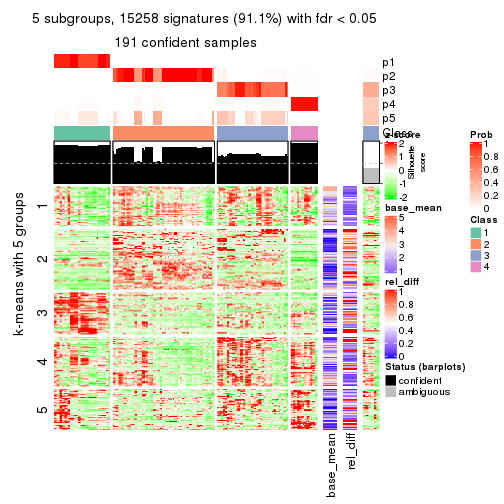 5 subgroups, 15258 signatures (91.1%) with fdr < 0.05
191 confident samples
p1
p2
p3
p4
p5
Class
z-score
2
1
0
-1
-2
Silhouette
score
Prob
1
0.8
0.6
0.4
0.2
0
base_mean
5
4
3
2
1
Class
1
2
3
4
rel_diff
1
0.8
0.6
0.4
0.2
0
Status (barplots)
confident
ambiguous
k-means with 5 groups
1
2
3
4
5
base_mean
rel_diff